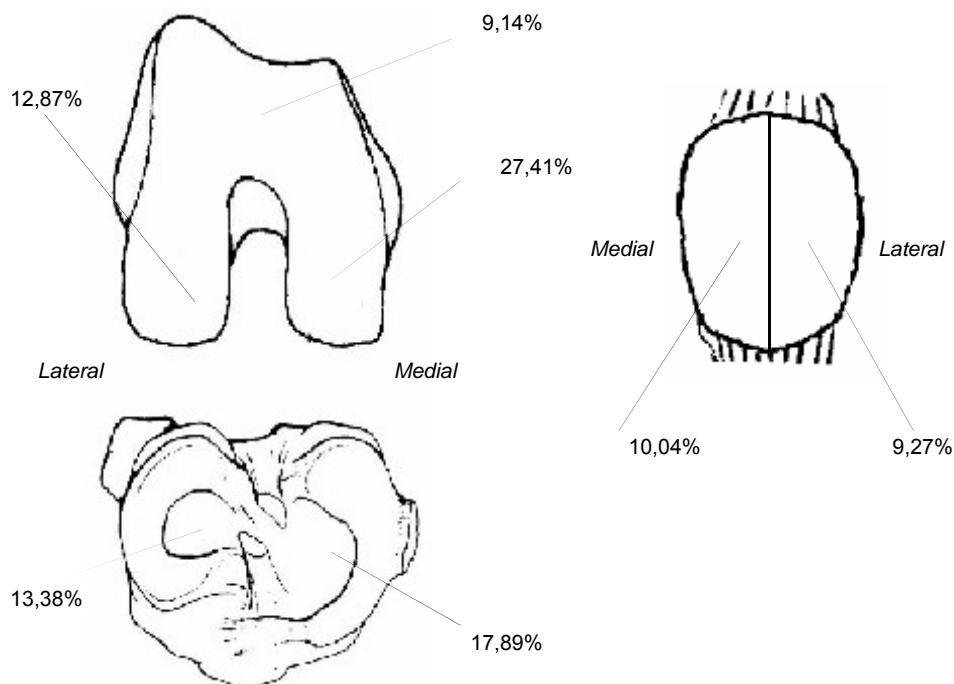 9,14%
12,87%
27,41%
Medial
Lateral
Lateral
Medial
10,04%
9,27%
13,38%
17,89%